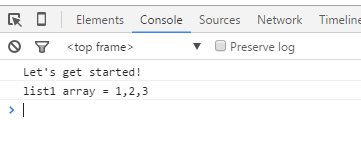 Elements Console Sources Network Timeline
<top frame> ▼ Preserve log
Let's get started!
list1 array = 1,2,3
>